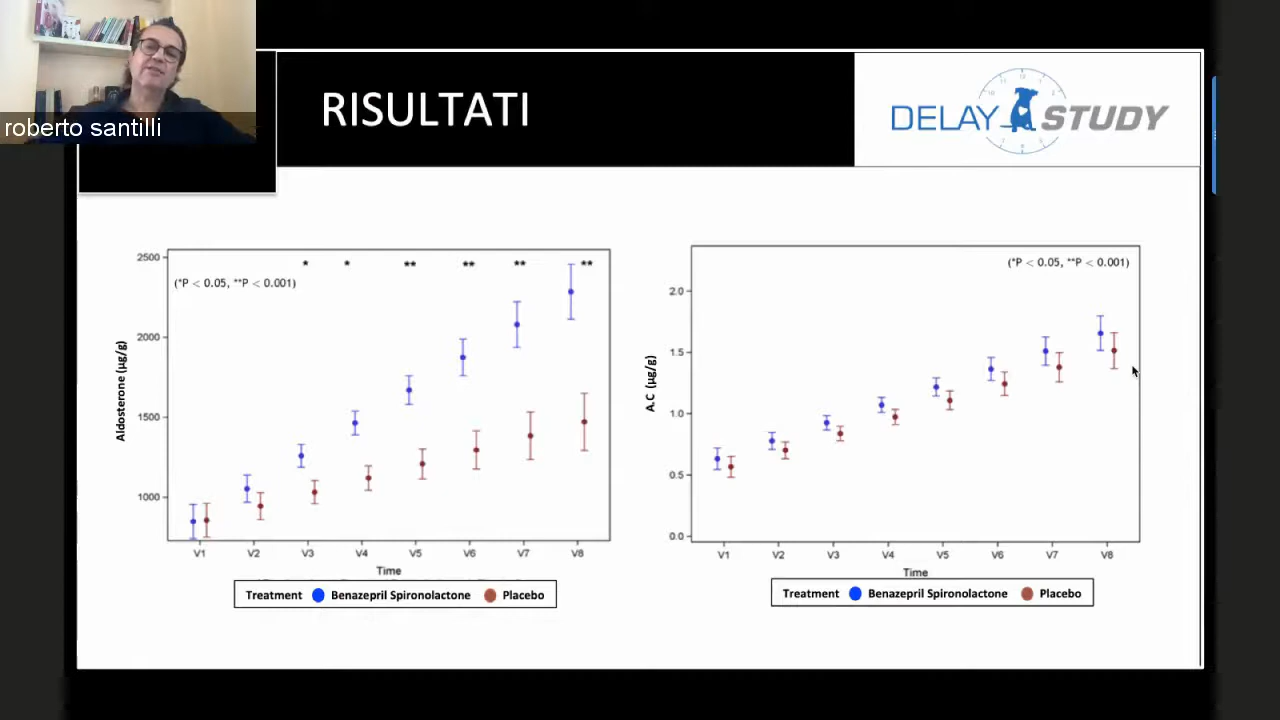 roberto santilli
RISULTATI
DELAY STUDY
2500
2000
1500
1000
Aldosterone (µg/g)
(*P < 0.05, **P < 0.001)
* * ** ** ** **
V1 V2 V3 V4 V5 V6 V7 V8
Time
Treatment Benazepril Spironolactone Placebo
2.0
1.5
1.0
0.5
0.0
A.C (µg/g)
(*P < 0.05, **P < 0.001)
V1 V2 V3 V4 V5 V6 V7 V8
Time
Treatment Benazepril Spironolactone Placebo